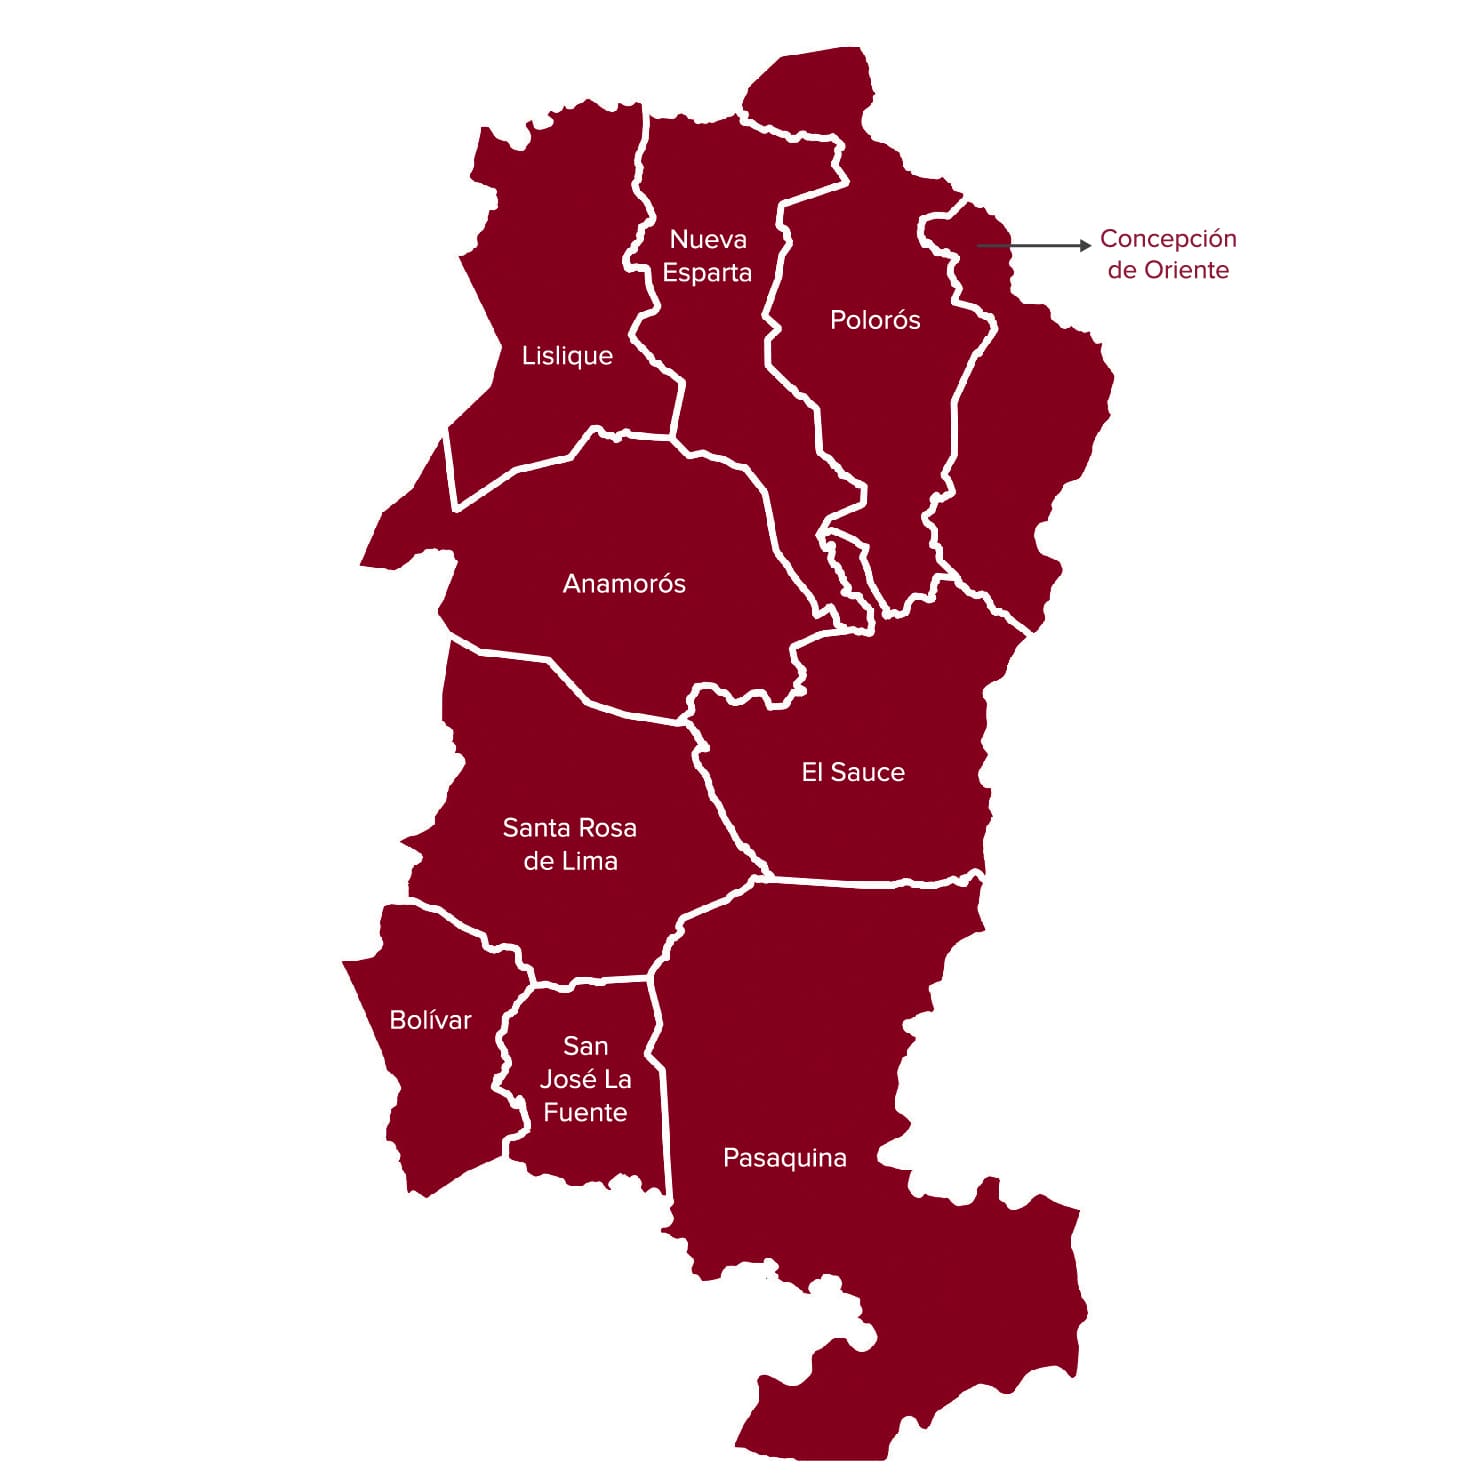 Nueva
Esparta
Concepción
de Oriente
Polorós
Lislique
Anamorós
El Sauce
Santa Rosa
de Lima
Bolívar
San
José La
Fuente
Pasaquina